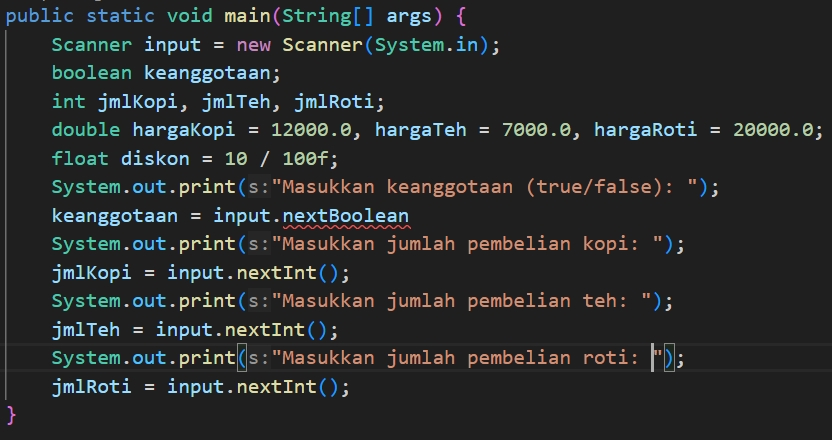 public static void main(String[] args) {
    Scanner input = new Scanner(System.in);
    boolean keanggotaan;
    int jmlKopi, jmlTeh, jmlRoti;
    double hargaKopi = 12000.0, hargaTeh = 7000.0, hargaRoti = 20000.0;
    float diskon = 10 / 100f;
    System.out.print(s:"Masukkan keanggotaan (true/false): ");
    keanggotaan = input.nextBoolean
    System.out.print(s:"Masukkan jumlah pembelian kopi: ");
    jmlKopi = input.nextInt();
    System.out.print(s:"Masukkan jumlah pembelian teh: ");
    jmlTeh = input.nextInt();
    System.out.print(s:"Masukkan jumlah pembelian roti: ");
    jmlRoti = input.nextInt();
}